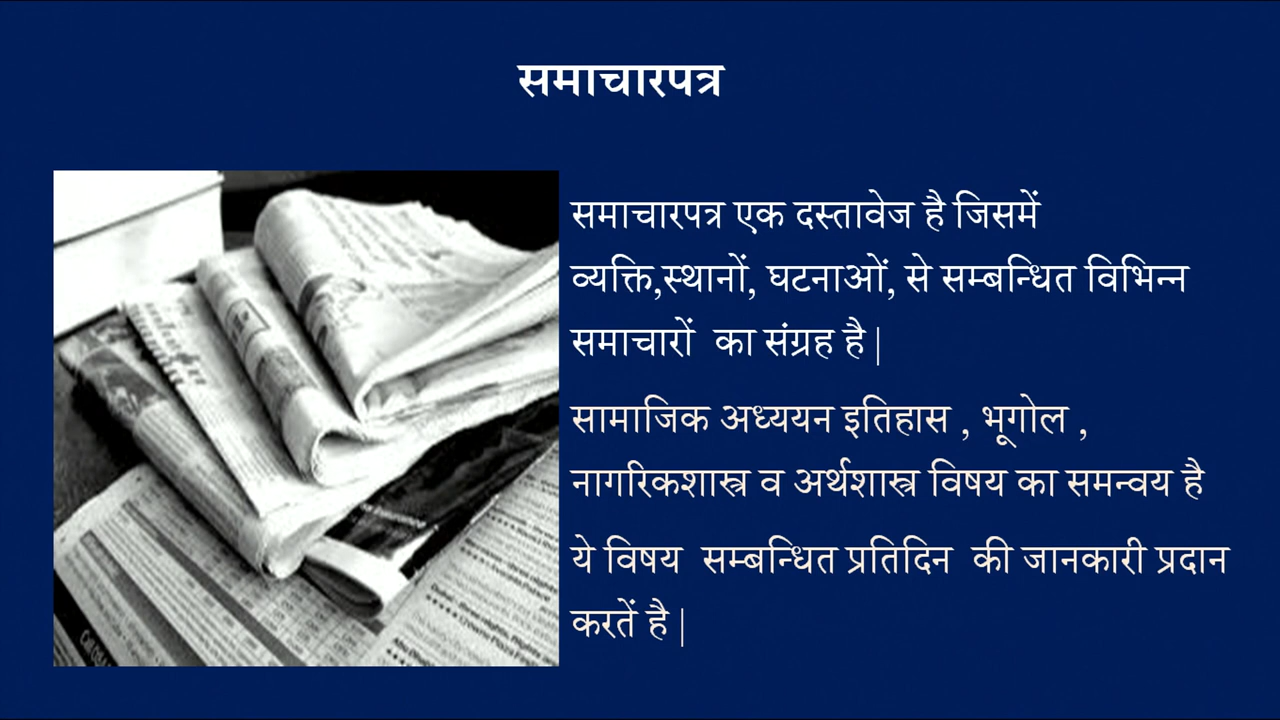 समाचारपत्र
समाचारपत्र एक दस्तावेज है जिसमें
व्यक्ति,स्थानों, घटनाओं, से सम्बन्धित विभिन्न
समाचारों  का संग्रह है |
सामाजिक अध्ययन इतिहास , भूगोल ,
नागरिकशास्त्र व अर्थशास्त्र विषय का समन्वय है
ये विषय  सम्बन्धित प्रतिदिन  की जानकारी प्रदान
करतें है |